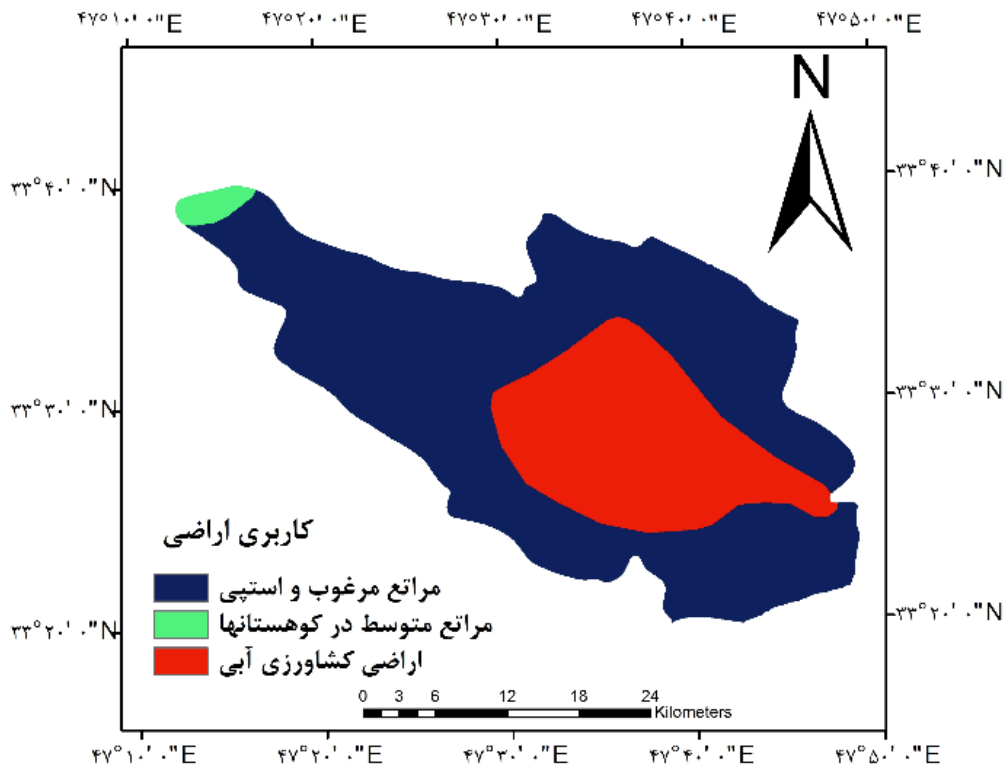 ۴۷°۱۰'۰"E ۴۷°۲۰'۰"E ۴۷°۳۰'۰"E ۴۷°۴۰'۰"E ۴۷°۵۰'۰"E
N
۳۳°۴۰'۰"N ۳۳°۴۰'۰"N
۳۳°۳۰'۰"N ۳۳°۳۰'۰"N
کاربری اراضی
مراتع مرغوب و استپی
مراتع متوسط در کوهستانها
۳۳°۲۰'۰"N ۳۳°۲۰'۰"N
اراضی کشاورزی آبی
0 3 6 12 18 24
Kilometers
۴۷°۱۰'۰"E ۴۷°۲۰'۰"E ۴۷°۳۰'۰"E ۴۷°۴۰'۰"E ۴۷°۵۰'۰"E